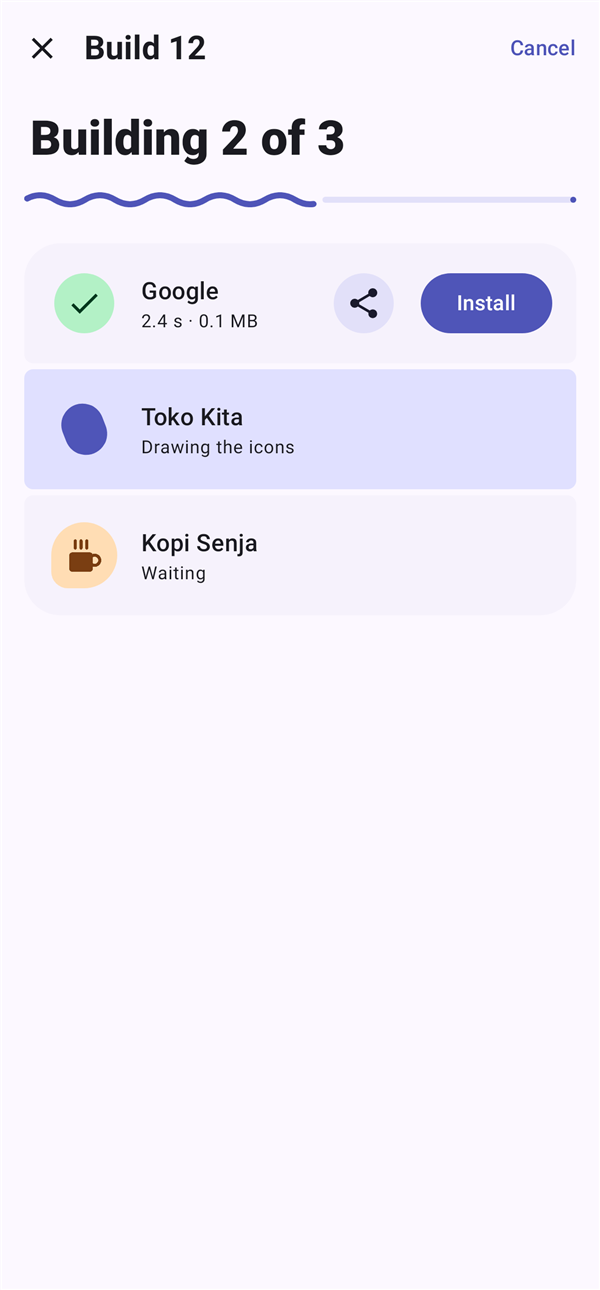 Build 12
Cancel
Building 2 of 3
Google
2.4 s · 0.1 MB
Install
Toko Kita
Drawing the icons
Kopi Senja
Waiting